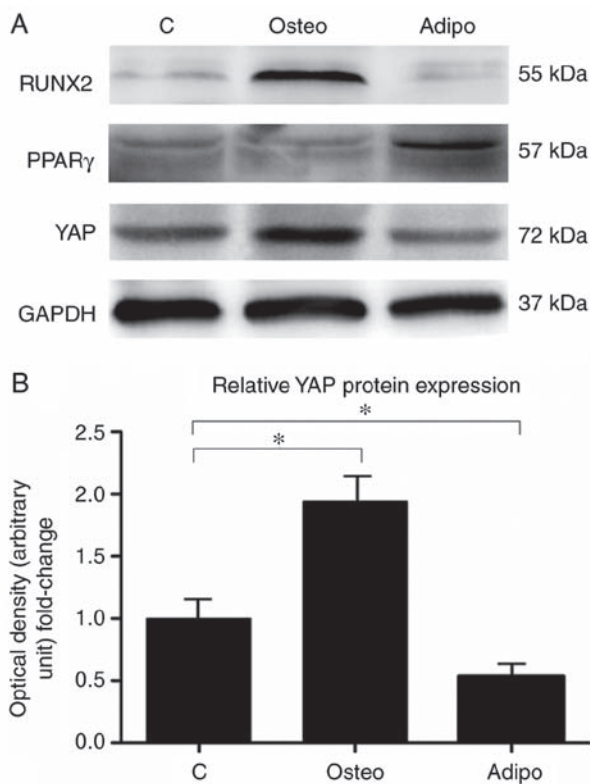 A
C Osteo Adipo
RUNX2 55 kDa
PPARγ 57 kDa
YAP 72 kDa
GAPDH 37 kDa
B
Relative YAP protein expression
*
*
2.5
2.0
1.5
1.0
0.5
0.0
Optical density (arbitrary
unit) fold-change
C Osteo Adipo